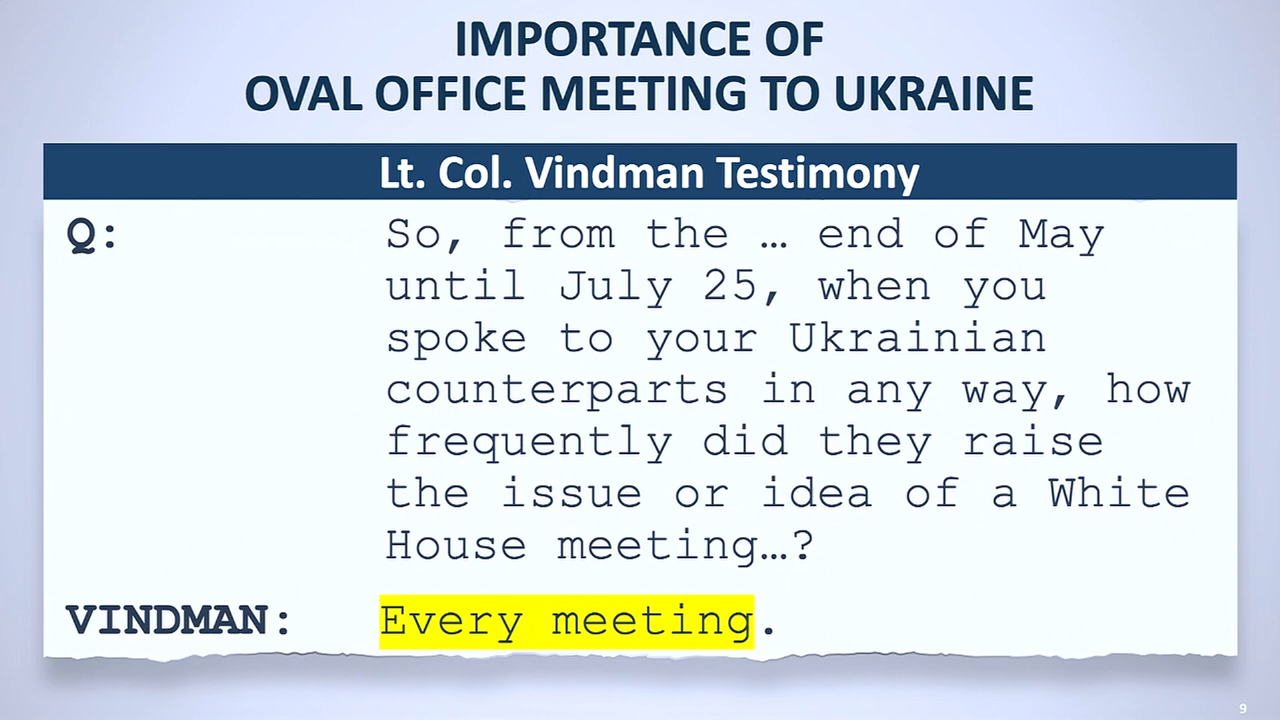 IMPORTANCE OF
OVAL OFFICE MEETING TO UKRAINE
Lt. Col. Vindman Testimony
Q: So, from the … end of May
until July 25, when you
spoke to your Ukrainian
counterparts in any way, how
frequently did they raise
the issue or idea of a White
House meeting…?
VINDMAN: Every meeting.
9